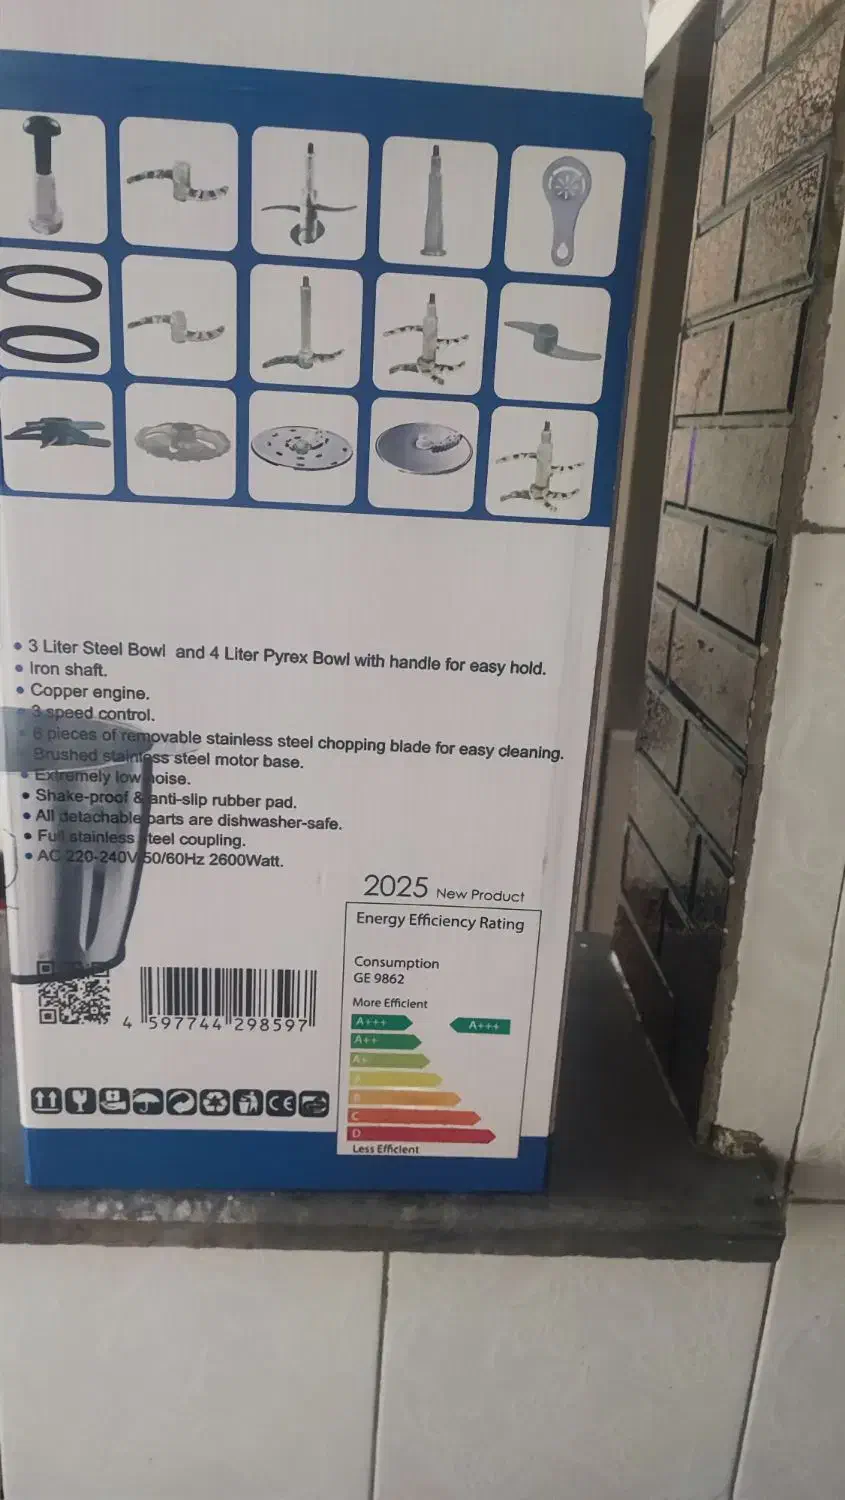 • 3 Liter Steel Bowl and 4 Liter Pyrex Bowl with handle for easy hold.
• Iron shaft.
• Copper engine.
• 3 speed control.
• 6 pieces of removable stainless steel chopping blade for easy cleaning.
• Brushed stainless steel motor base.
• Extremely low noise.
• Shake-proof & anti-slip rubber pad.
• All detachable parts are dishwasher-safe.
• Full stainless steel coupling.
• AC 220-240V 50/60Hz 2600Watt.
2025 New Product
Energy Efficiency Rating
Consumption
GE 9862
More Efficient
A+++ A+++
A++
A+
A
B
C
D
Less Efficient
4 597744 298597
CE